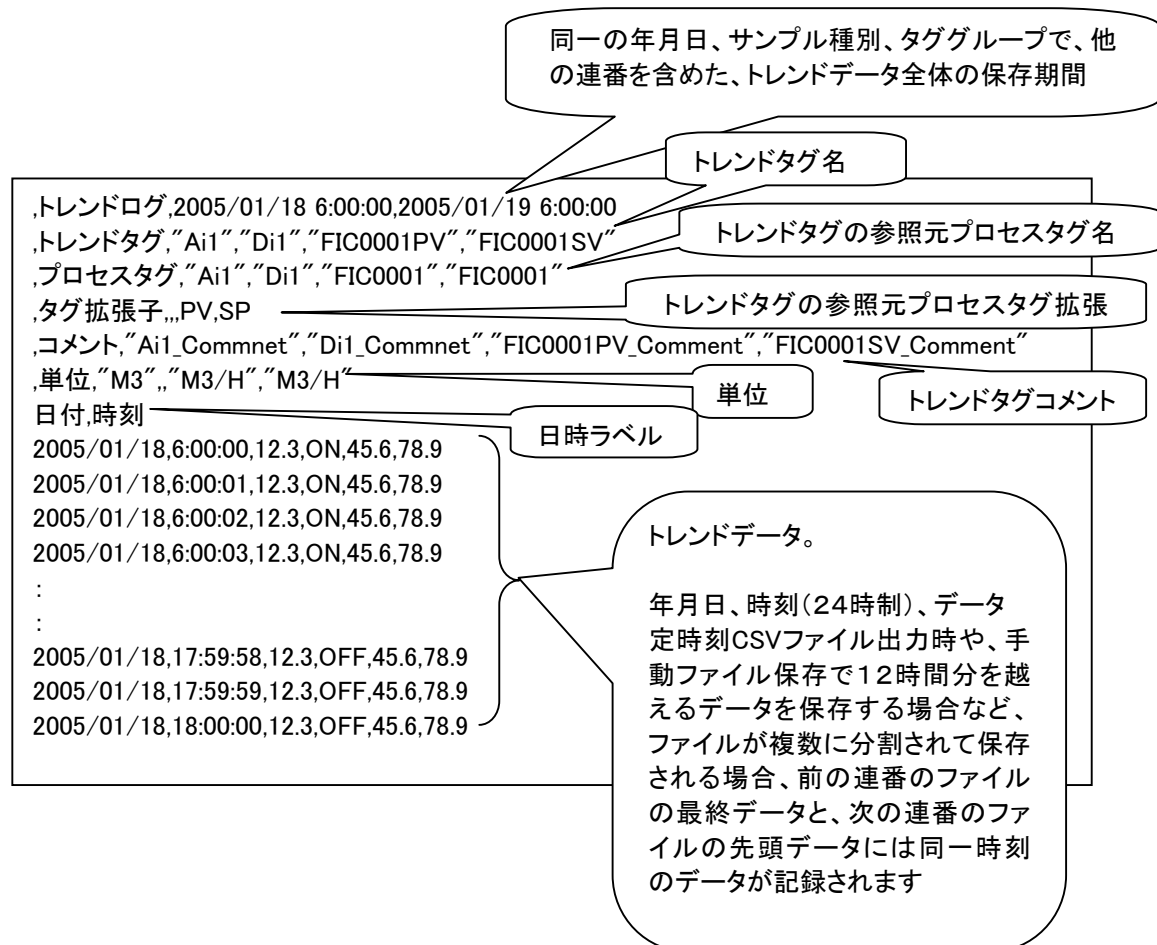 同一の年月日、サンプル種別、タググループで、他
の連番を含めた、トレンドデータ全体の保存期間
トレンドタグ名
,トレンドログ,2005/01/18 6:00:00,2005/01/19 6:00:00
,トレンドタグ,"Ai1","Di1","FIC0001PV","FIC0001SV"
トレンドタグの参照元プロセスタグ名
,プロセスタグ,"Ai1","Di1","FIC0001","FIC0001"
,タグ拡張子,,,PV,SP
トレンドタグの参照元プロセスタグ拡張
,コメント,"Ai1_Commnet","Di1_Commnet","FIC0001PV_Comment","FIC0001SV_Comment"
,単位,"M3",,"M3/H","M3/H"
単位
トレンドタグコメント
日付,時刻
日時ラベル
2005/01/18,6:00:00,12.3,ON,45.6,78.9
2005/01/18,6:00:01,12.3,ON,45.6,78.9
2005/01/18,6:00:02,12.3,ON,45.6,78.9
2005/01/18,6:00:03,12.3,ON,45.6,78.9
:
:
2005/01/18,17:59:58,12.3,OFF,45.6,78.9
2005/01/18,17:59:59,12.3,OFF,45.6,78.9
2005/01/18,18:00:00,12.3,OFF,45.6,78.9
トレンドデータ。
年月日、時刻（２４時制）、データ
定時刻CSVファイル出力時や、手
動ファイル保存で１２時間分を越
えるデータを保存する場合など、
ファイルが複数に分割されて保存
される場合、前の連番のファイル
の最終データと、次の連番のファ
イルの先頭データには同一時刻
のデータが記録されます